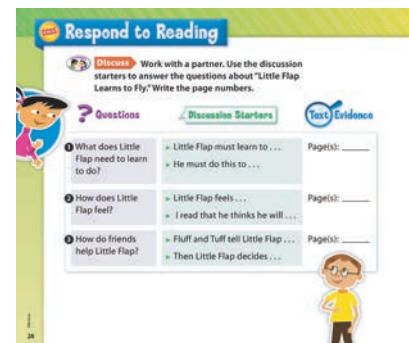 Respond to Reading
Discuss Work with a partner. Use the discussion
starters to answer the questions about "Little Flap
Learns to Fly." Write the page numbers.
? Questions
Discussion Starters
Text Evidence
1 What does Little
Flap need to learn
to do?
► Little Flap must learn to . . .
► He must do this to . . .
Page(s): ______
2 How does Little
Flap feel?
► Little Flap feels . . .
► I read that he thinks he will . . .
Page(s): ______
3 How do friends
help Little Flap?
► Fluff and Tuff tell Little Flap . . .
► Then Little Flap decides . . .
Page(s): ______